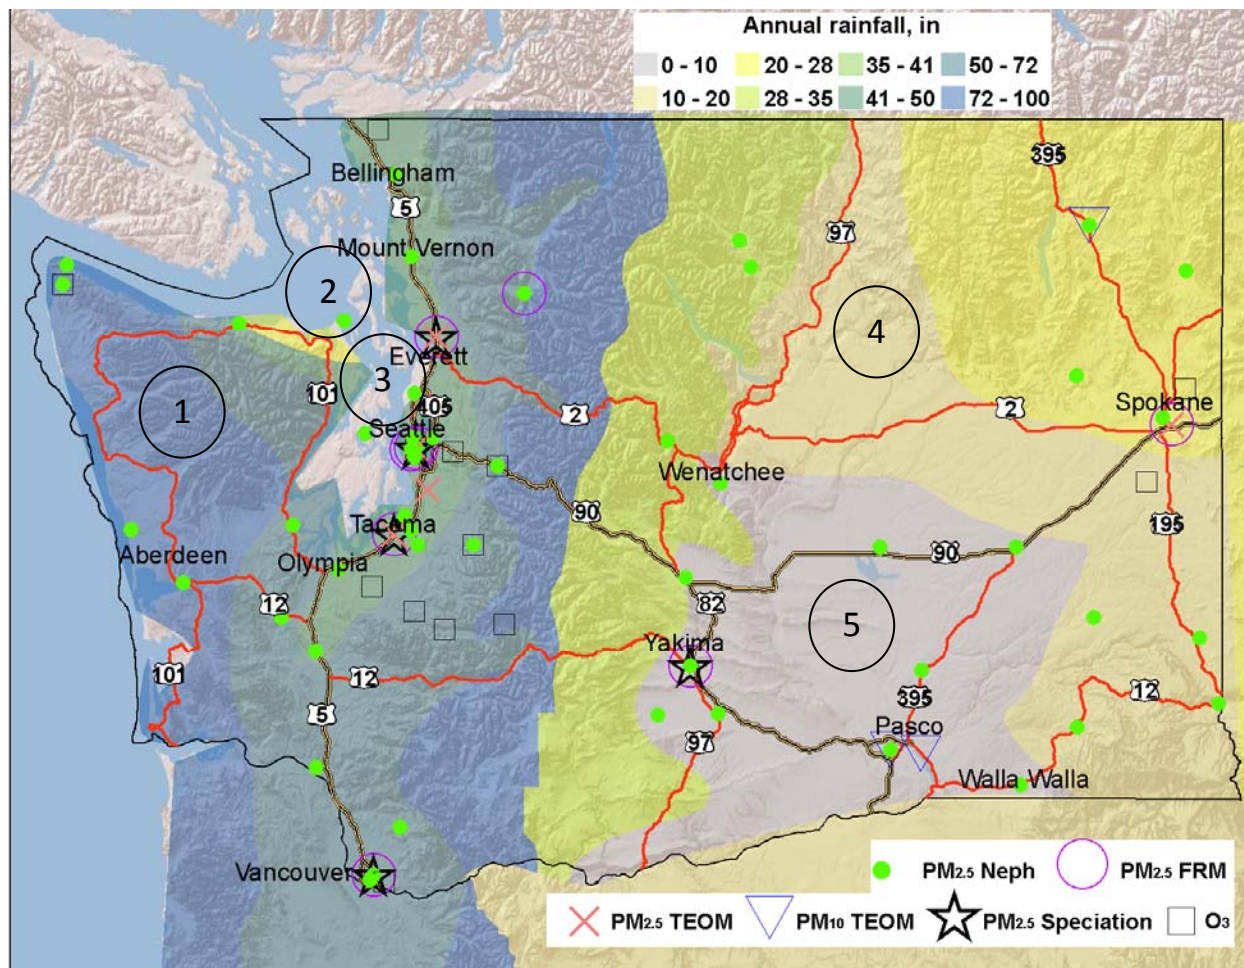 Annual rainfall, in
0 - 10 20 - 28 35 - 41 50 - 72
10 - 20 28 - 35 41 - 50 72 - 100
395
Bellingham
5
97
Mount Vernon
2
4
Everett
3
101
405
1
2
2
Spokane
Seattle
Wenatchee
90
195
Tacoma
Aberdeen
Olympia
90
12
82
5
Yakima
101
12
395
12
5
97
Pasco
Walla Walla
Vancouver
PM2.5 Neph PM2.5 FRM
PM2.5 TEOM PM10 TEOM PM2.5 Speciation O3